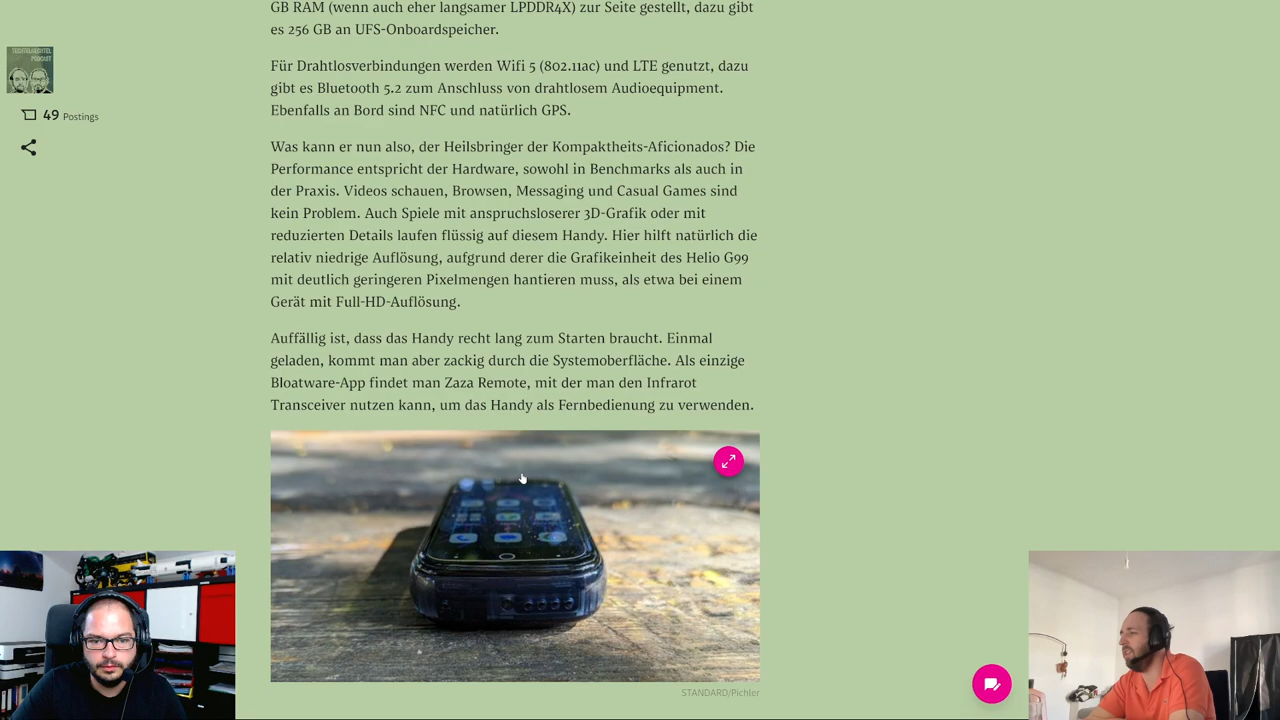 GB RAM (wenn auch eher langsamer LPDDR4X) zur Seite gestellt, dazu gibt
es 256 GB an UFS-Onboardspeicher.
TECHTELMECHTEL
PODCAST
49 Postings
Für Drahtlosverbindungen werden Wifi 5 (802.11ac) und LTE genutzt, dazu
gibt es Bluetooth 5.2 zum Anschluss von drahtlosem Audioequipment.
Ebenfalls an Bord sind NFC und natürlich GPS.
Was kann er nun also, der Heilsbringer der Kompaktheits-Aficionados? Die
Performance entspricht der Hardware, sowohl in Benchmarks als auch in
der Praxis. Videos schauen, Browsen, Messaging und Casual Games sind
kein Problem. Auch Spiele mit anspruchsloserer 3D-Grafik oder mit
reduzierten Details laufen flüssig auf diesem Handy. Hier hilft natürlich die
relativ niedrige Auflösung, aufgrund derer die Grafikeinheit des Helio G99
mit deutlich geringeren Pixelmengen hantieren muss, als etwa bei einem
Gerät mit Full-HD-Auflösung.
Auffällig ist, dass das Handy recht lang zum Starten braucht. Einmal
geladen, kommt man aber zackig durch die Systemoberfläche. Als einzige
Bloatware-App findet man Zaza Remote, mit der man den Infrarot
Transceiver nutzen kann, um das Handy als Fernbedienung zu verwenden.
STANDARD/Pichler